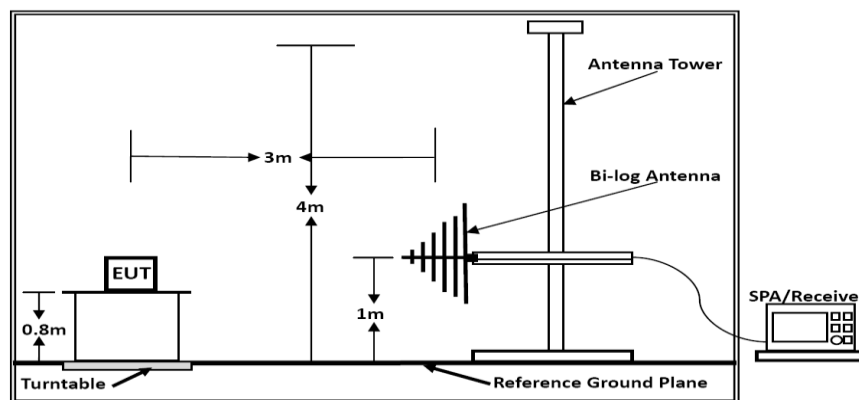 Antenna Tower
3m
Bi-log Antenna
4m
EUT
SPA/Receive
0.8m
1m
Turntable
Reference Ground Plane